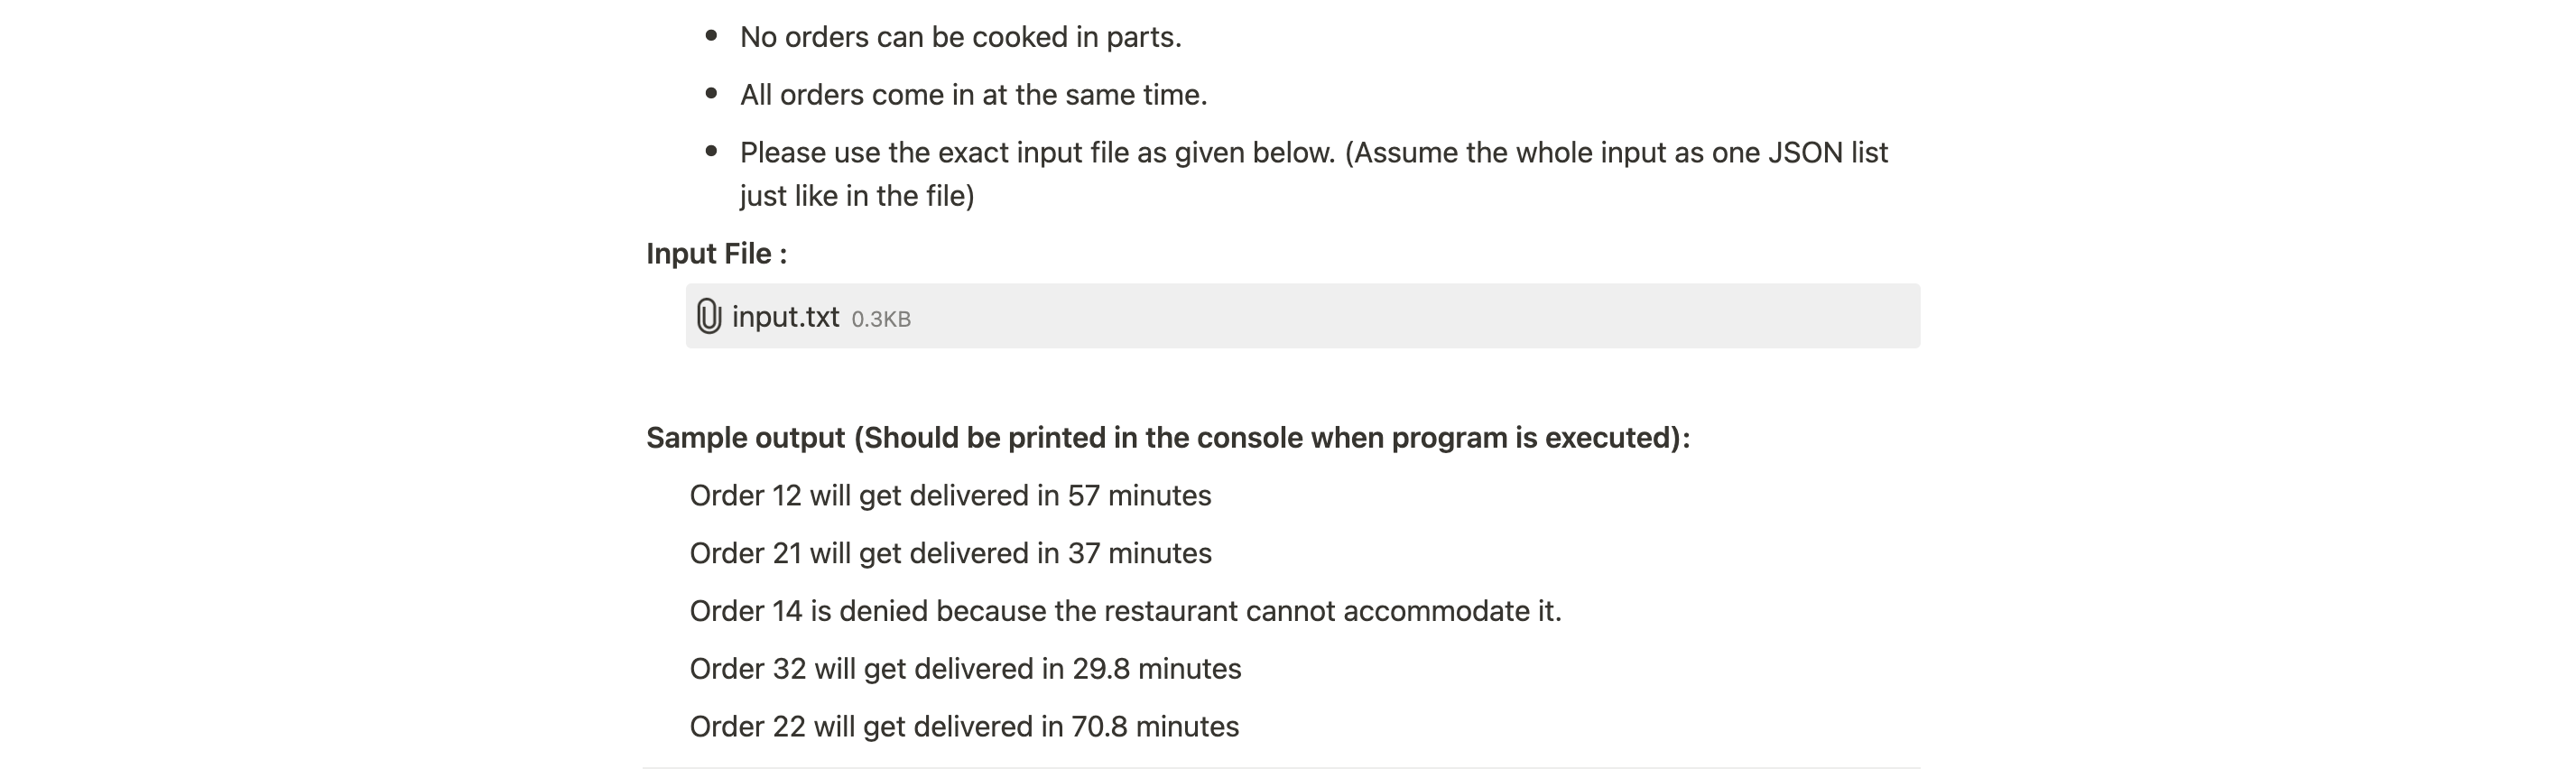 • No orders can be cooked in parts.
• All orders come in at the same time.
• Please use the exact input file as given below. (Assume the whole input as one JSON list
just like in the file)
Input File :
input.txt 0.3KB
Sample output (Should be printed in the console when program is executed):
Order 12 will get delivered in 57 minutes
Order 21 will get delivered in 37 minutes
Order 14 is denied because the restaurant cannot accommodate it.
Order 32 will get delivered in 29.8 minutes
Order 22 will get delivered in 70.8 minutes